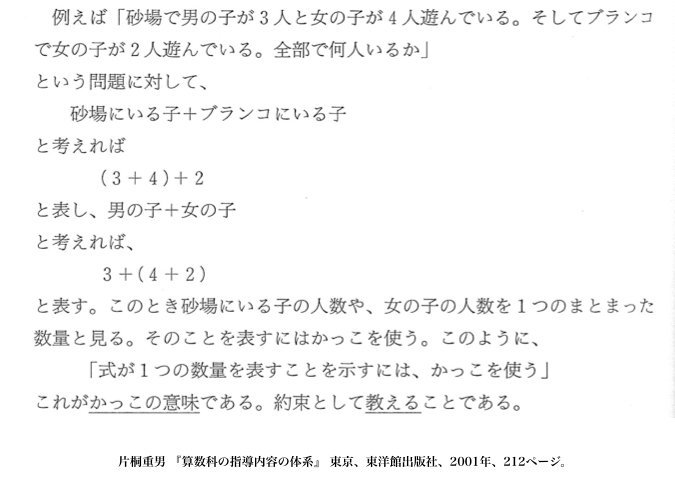 例えば「砂場で男の子が3人と女の子が4人遊んでいる。そしてブランコ
で女の子が2人遊んでいる。全部で何人いるか」
という問題に対して、
砂場にいる子+ブランコにいる子
と考えれば
(3+4)+2
と表し、男の子+女の子
と考えれば、
3+(4+2)
と表す。このとき砂場にいる子の人数や、女の子の人数を1つのまとまった
数量と見る。そのことを表すにはかっこを使う。このように、
「式が1つの数量を表すことを示すには、かっこを使う」
これがかっこの意味である。約束として教えることである。
片桐重男 『算数科の指導内容の体系』 東京、東洋館出版社、2001年、212ページ。